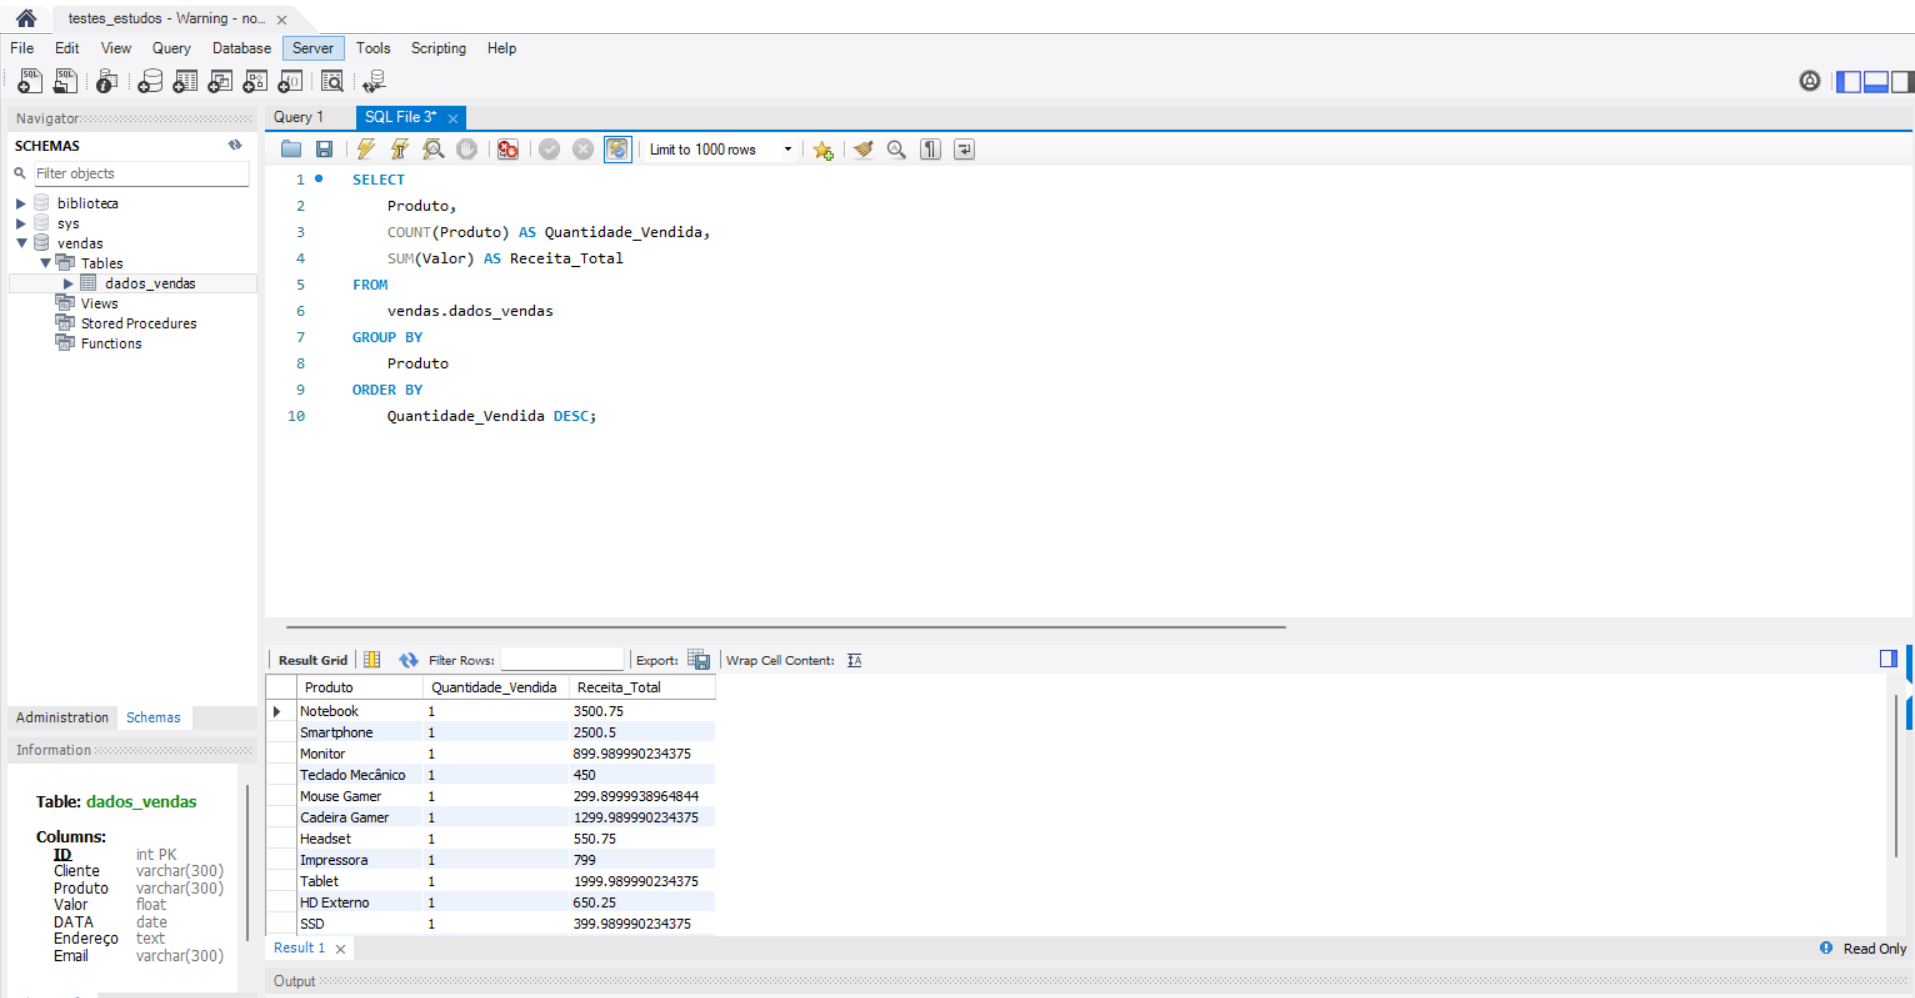 testes_estudos - Warning - no...
File Edit View Query Database Server Tools Scripting Help
Navigator
SCHEMAS
Filter objects
biblioteca
sys
vendas
Tables
dados_vendas
Views
Stored Procedures
Functions
Administration Schemas
Information
Table: dados_vendas
Columns:
ID int PK
Cliente varchar(300)
Produto varchar(300)
Valor float
DATA date
Endereço text
Email varchar(300)
Query 1 SQL File 3*
Limit to 1000 rows
1 SELECT
2 Produto,
3 COUNT(Produto) AS Quantidade_Vendida,
4 SUM(Valor) AS Receita_Total
5 FROM
6 vendas.dados_vendas
7 GROUP BY
8 Produto
9 ORDER BY
10 Quantidade_Vendida DESC;
Result Grid Filter Rows: Export: Wrap Cell Content:
Produto Quantidade_Vendida Receita_Total
Notebook 1 3500.75
Smartphone 1 2500.5
Monitor 1 899.989990234375
Teclado Mecânico 1 450
Mouse Gamer 1 299.8999938964844
Cadeira Gamer 1 1299.989990234375
Headset 1 550.75
Impressora 1 799
Tablet 1 1999.989990234375
HD Externo 1 650.25
SSD 1 399.989990234375
Result 1 Read Only
Output